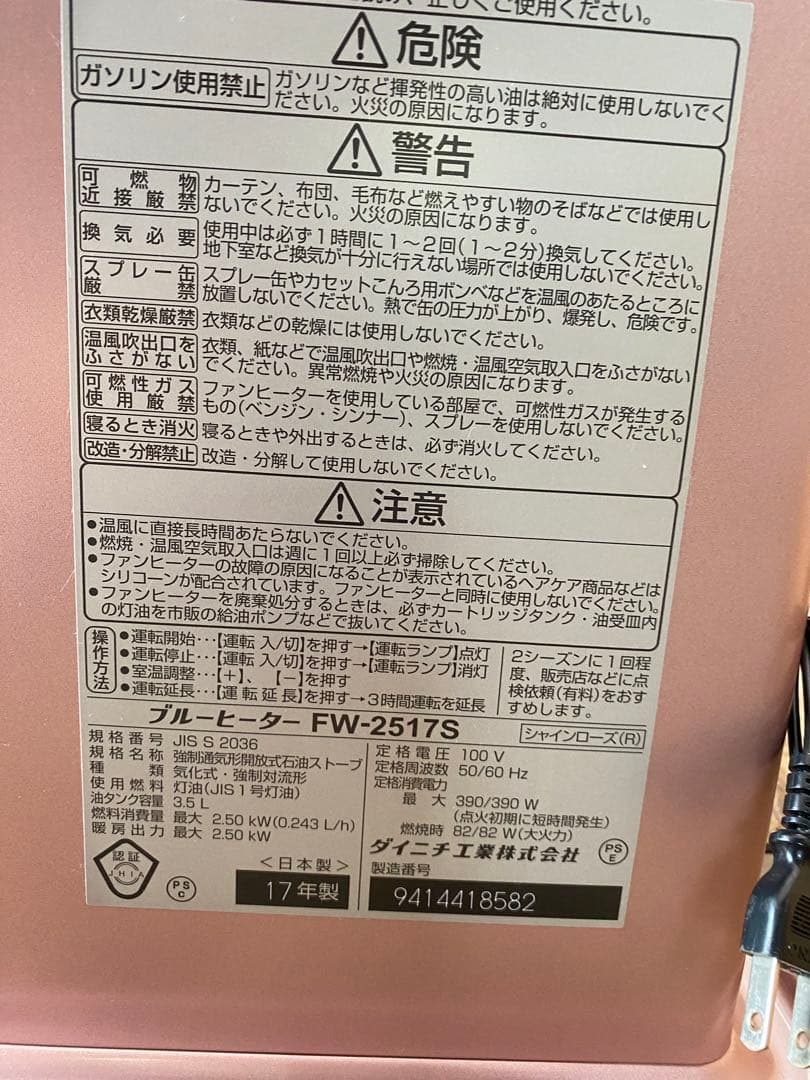 正しくご使用ください。
危険
ガソリン使用禁止
ガソリンなど揮発性の高い油は絶対に使用しないでください。火災の原因になります。
警告
可燃物近接厳禁
カーテン、布団、毛布など燃えやすい物のそばなどでは使用し
ないでください。火災の原因になります。
換気必要
使用中は必ず1時間に1～2回(1～2分)換気してください。
地下室など換気が十分に行えない場所では使用しないでください。
スプレー缶厳禁
スプレー缶やカセットこんろ用ボンベなどを温風のあたるところに
放置しないでください。熱で缶の圧力が上がり、爆発し、危険です。
衣類乾燥厳禁
衣類などの乾燥には使用しないでください。
温風吹出口をふさがない
衣類、紙などで温風吹出口や燃焼・温風空気取入口をふさがない
でください。異常燃焼や火災の原因になります。
可燃性ガス使用厳禁
ファンヒーターを使用している部屋で、可燃性ガスが発生する
もの(ベンジン・シンナー)、スプレーを使用しないでください。
寝るとき消火
寝るときや外出するときは、必ず消火してください。
改造・分解禁止
改造・分解して使用しないでください。
注意
●温風に直接長時間あたらないでください。
●燃焼・温風空気取入口は週に1回以上必ず掃除してください。
●ファンヒーターの故障の原因になることが表示されているヘアケア商品などは
シリコーンが配合されています。ファンヒーターと同時に使用しないでください。
●ファンヒーターを廃棄処分するときは、必ずカートリッジタンク・油受皿内
の灯油を市販の給油ポンプなどで抜いてください。
操作方法
●運転開始…【運転 入/切】を押す→【運転ランプ】点灯
●運転停止…【運転 入/切】を押す→【運転ランプ】消灯
●室温調整…【+】、【−】を押す
●運転延長…【運転延長】を押す→3時間運転を延長
2シーズンに1回程
度、販売店などに点
検依頼(有料)をおす
すめします。
ブルーヒーター FW-2517S
シャインローズ(R)
規格番号 JIS S 2036
規格名称 強制通気形開放式石油ストーブ
種類 気化式・強制対流形
使用燃料 灯油(JIS1号灯油)
油タンク容量 3.5 L
燃料消費量 最大 2.50 kW(0.243 L/h)
暖房出力 最大 2.50 kW
定格電圧 100 V
定格周波数 50/60 Hz
定格消費電力
最大 390/390 W
(点火初期に短時間発生)
燃焼時 82/82 W(大火力)
ダイニチ工業株式会社
PS
E
認証
JHIA
PS
C
<日本製>
17年製
製造番号
9414418582